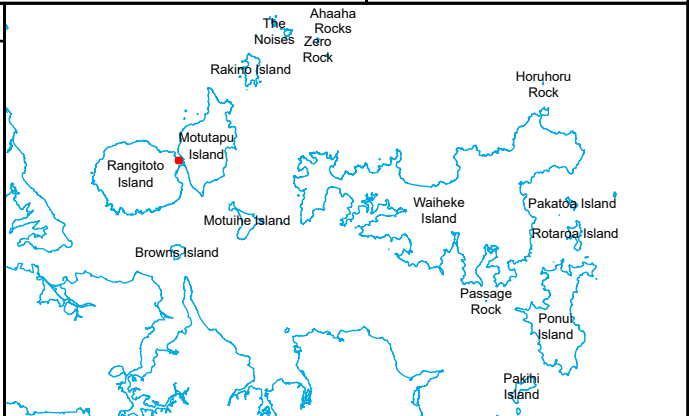 The
Noises
Ahaaha
Rocks
Zero
Rock
Rakino Island
Horuhoru
Rock
Motutapu
Island
Rangitoto
Island
Waiheke
Island
Pakatoa Island
Motuihe Island
Rotaroa Island
Browns Island
Passage
Rock
Ponui
Island
Pakihi
Island